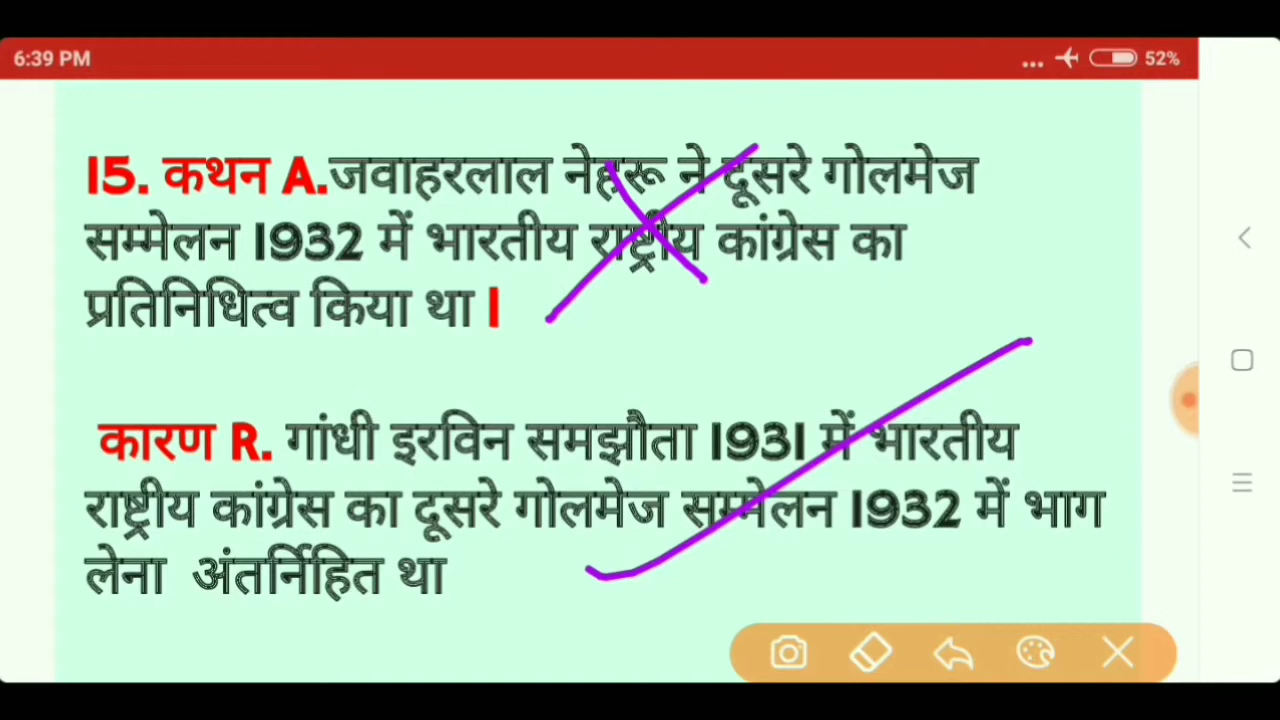 6:39 PM
... 52%
15. कथन A.जवाहरलाल नेहरू ने दूसरे गोलमेज
सम्मेलन 1932 में भारतीय राष्ट्रीय कांग्रेस का
प्रतिनिधित्व किया था |
कारण R. गांधी इरविन समझौता 1931 में भारतीय
राष्ट्रीय कांग्रेस का दूसरे गोलमेज सम्मेलन 1932 में भाग
लेना अंतर्निहित था